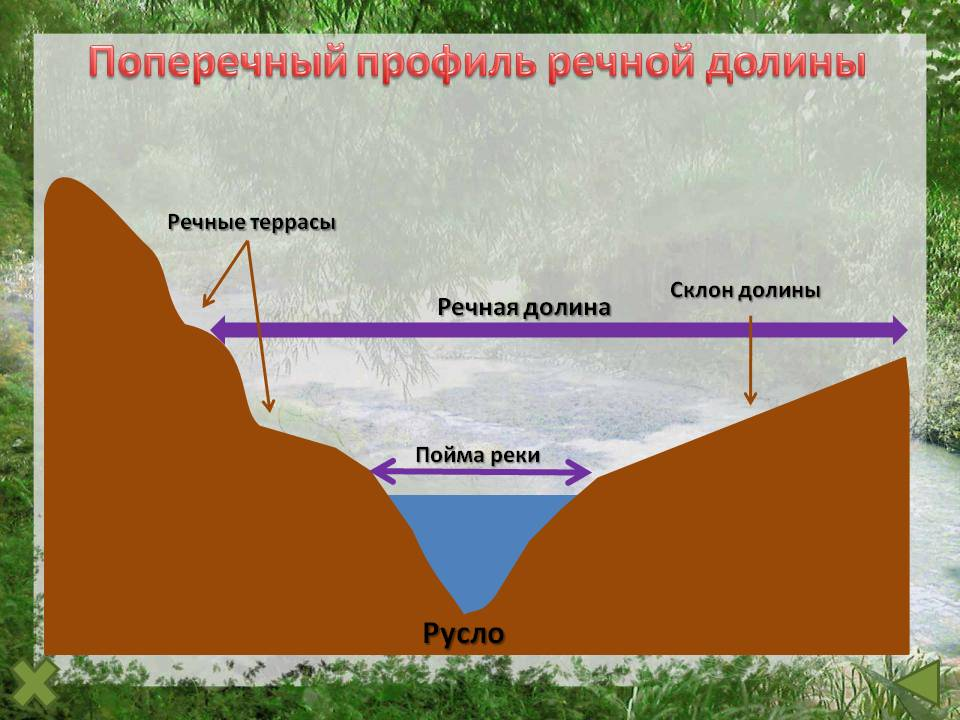 Поперечный профиль речной долины
Речные террасы
Склон долины
Речная долина
Пойма реки
Русло